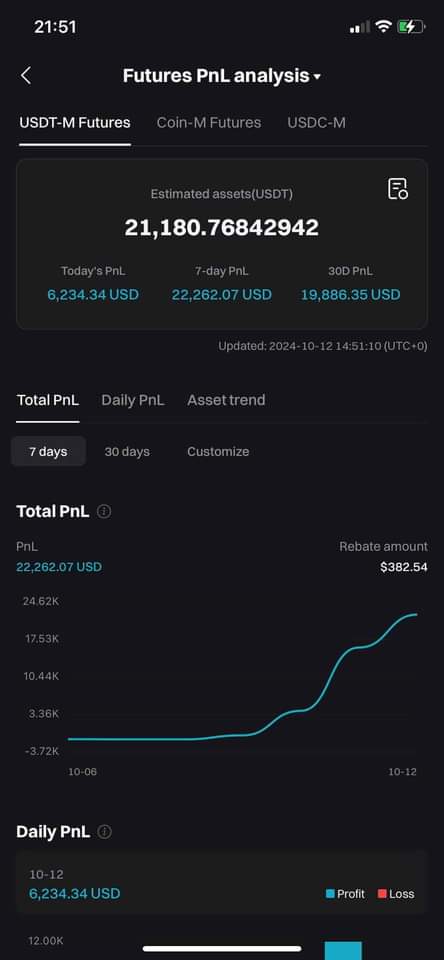 21:51
Futures PnL analysis
USDT-M Futures Coin-M Futures USDC-M
Estimated assets(USDT)
21,180.76842942
Today's PnL 7-day PnL 30D PnL
6,234.34 USD 22,262.07 USD 19,886.35 USD
Updated: 2024-10-12 14:51:10 (UTC+0)
Total PnL Daily PnL Asset trend
7 days 30 days Customize
Total PnL
PnL Rebate amount
22,262.07 USD $382.54
24.62K
17.53K
10.44K
3.36K
-3.72K
10-06 10-12
Daily PnL
10-12
6,234.34 USD Profit Loss
12.00K